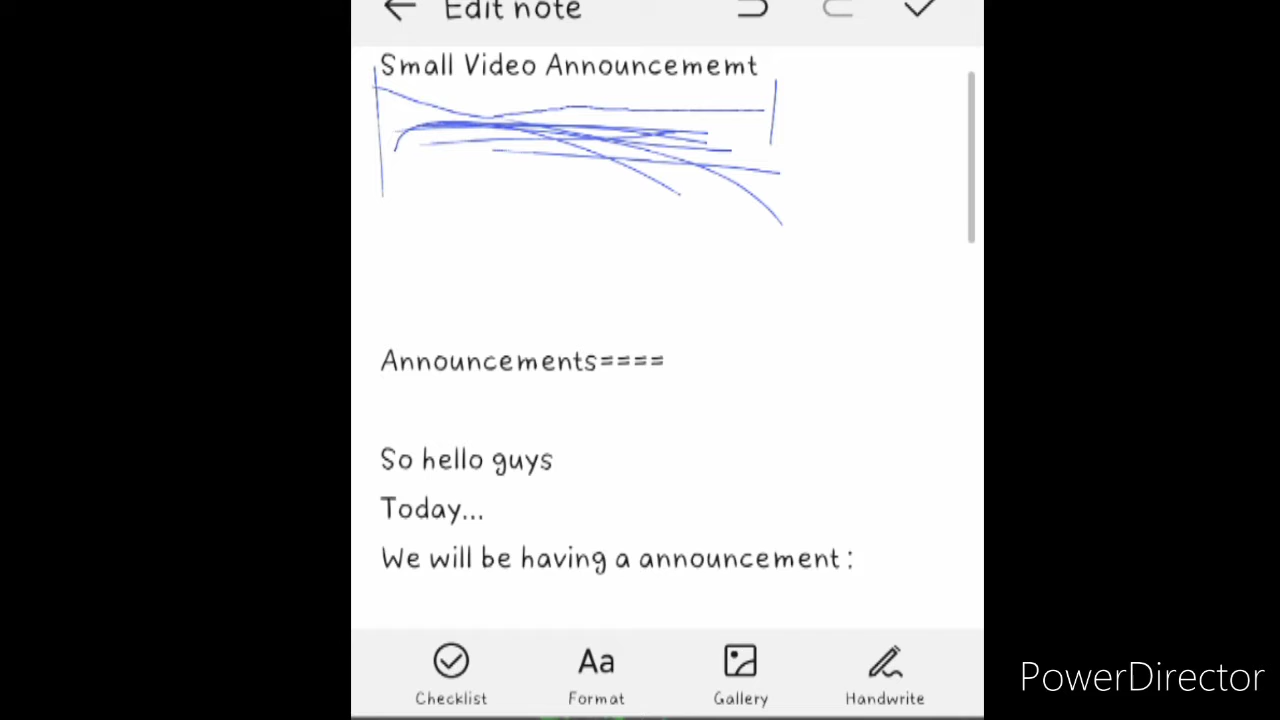 Edit note
Small Video Announcememt
Announcements====
So hello guys
Today...
We will be having a announcement:
Checklist
Aa
Format
Gallery
Handwrite
PowerDirector